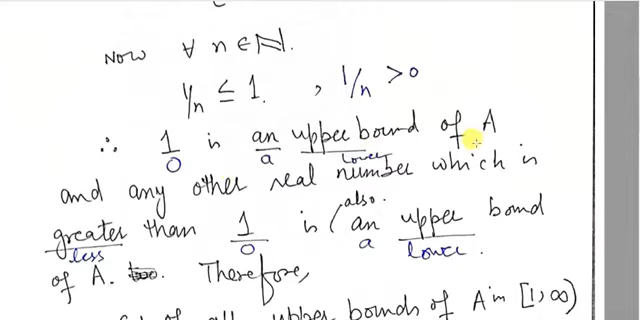 Now ∀ n ∈ ℕ.
1/n ≤ 1. , 1/n > 0
∴ 1 is an upper bound of A
0 a lower
and any other real number which is
also.
greater than 1 is an upper bond
less 0 a lower.
of A. Therefore,
of all upper bounds of A is [1, ∞)